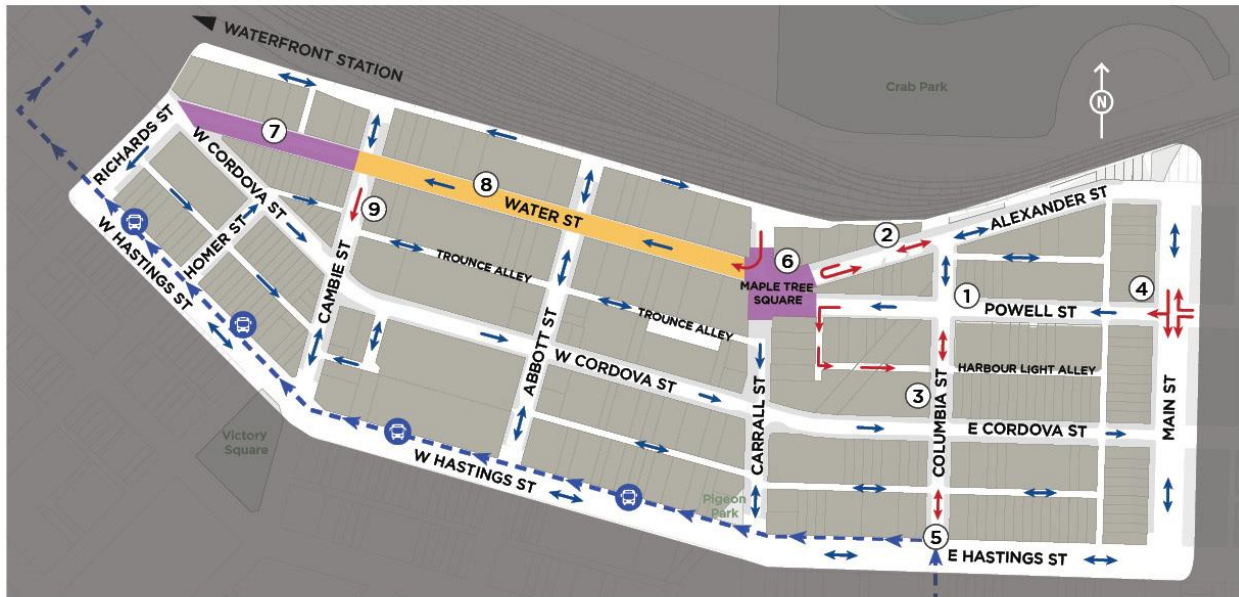 WATERFRONT STATION
Crab Park
N
7
RICHARDS ST
W CORDOVA ST
8
WATER ST
2
ALEXANDER ST
9
6
MAPLE TREE
SQUARE
1
POWELL ST
4
HOMER ST
W HASTINGS ST
CAMBIE ST
TROUNCE ALLEY
TROUNCE ALLEY
ABBOTT ST
W CORDOVA ST
HARBOUR LIGHT ALLEY
3
CARRALL ST
COLUMBIA ST
MAIN ST
E CORDOVA ST
Victory
Square
W HASTINGS ST
Pigeon
Park
5
E HASTINGS ST